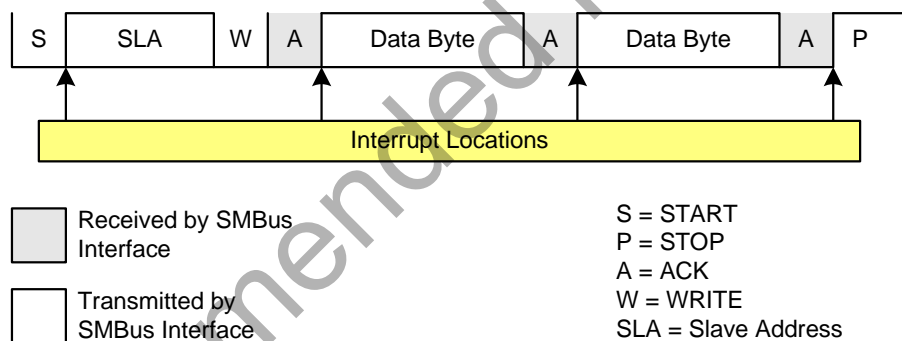 S SLA W A Data Byte A Data Byte A P
Interrupt Locations
Received by SMBus
Interface
Transmitted by
SMBus Interface
S = START
P = STOP
A = ACK
W = WRITE
SLA = Slave Address